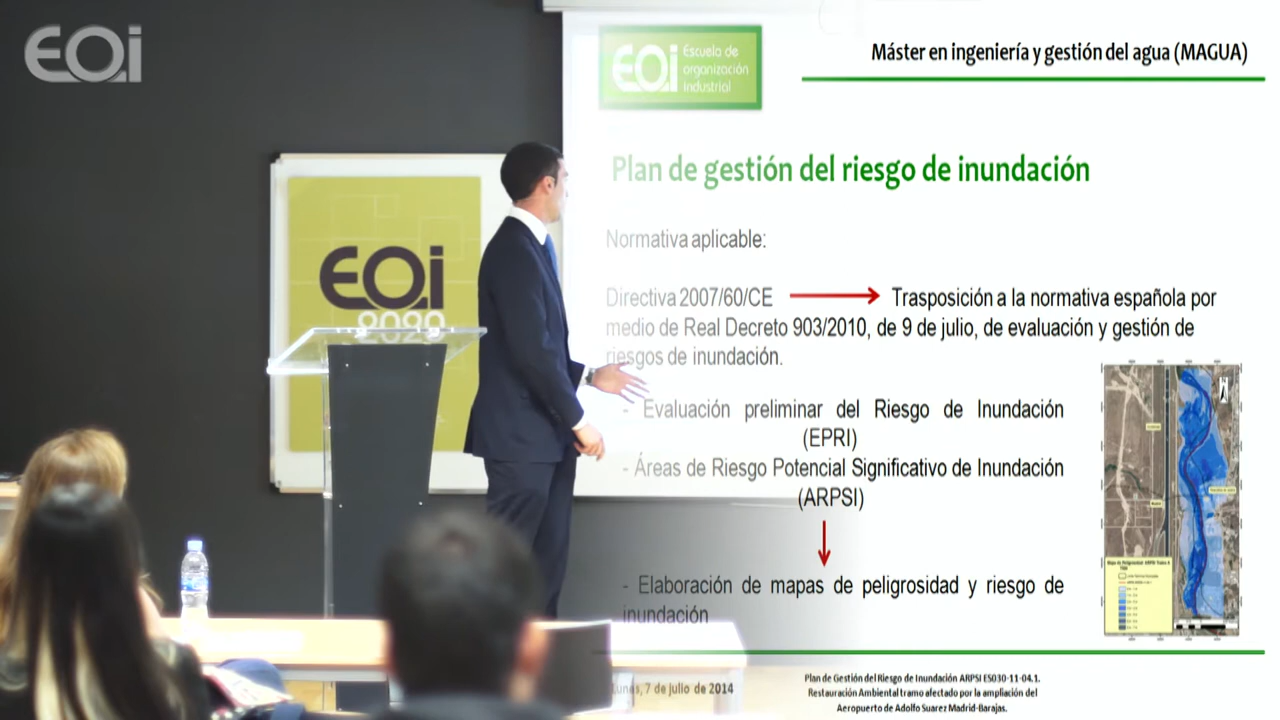 EOi
EOi
Escuela de
organización
industrial
Máster en ingeniería y gestión del agua (MAGUA)
Plan de gestión del riesgo de inundación
Normativa aplicable:
Directiva 2007/60/CE Trasposición a la normativa española por
medio de Real Decreto 903/2010, de 9 de julio, de evaluación y gestión de
riesgos de inundación.
EOi
2020
- Evaluación preliminar del Riesgo de Inundación
(EPRI)
- Áreas de Riesgo Potencial Significativo de Inundación
(ARPSI)
- Elaboración de mapas de peligrosidad y riesgo de
inundación
Lunes, 7 de julio de 2014
Plan de Gestión del Riesgo de Inundación ARPSI ES030-11-04.1.
Restauración Ambiental tramo afectado por la ampliación del
Aeropuerto de Adolfo Suarez Madrid-Barajas.